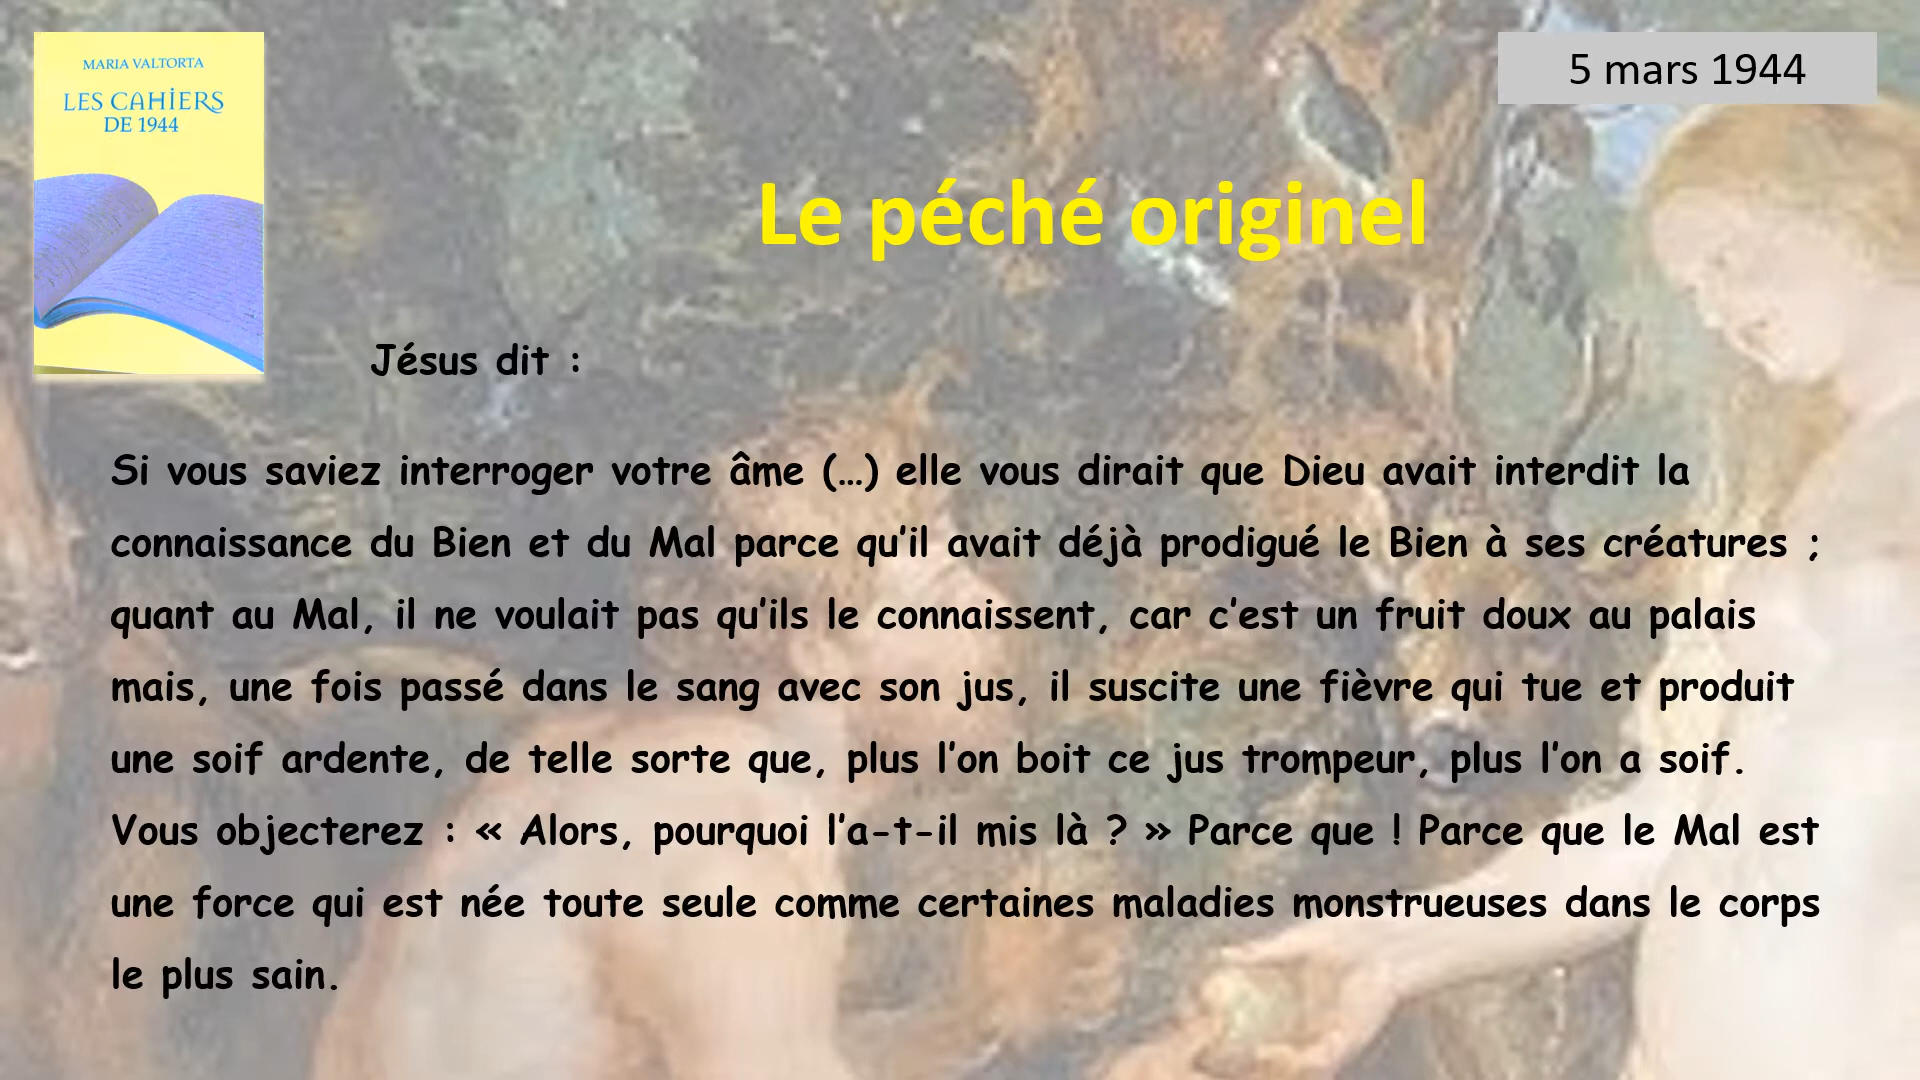 MARIA VALTORTA
LES CAHIERS
DE 1944
5 mars 1944
Le péché originel
Jésus dit :
Si vous saviez interroger votre âme (…) elle vous dirait que Dieu avait interdit la
connaissance du Bien et du Mal parce qu’il avait déjà prodigué le Bien à ses créatures ;
quant au Mal, il ne voulait pas qu’ils le connaissent, car c’est un fruit doux au palais
mais, une fois passé dans le sang avec son jus, il suscite une fièvre qui tue et produit
une soif ardente, de telle sorte que, plus l’on boit ce jus trompeur, plus l’on a soif.
Vous objecterez : « Alors, pourquoi l’a-t-il mis là ? » Parce que ! Parce que le Mal est
une force qui est née toute seule comme certaines maladies monstrueuses dans le corps
le plus sain.